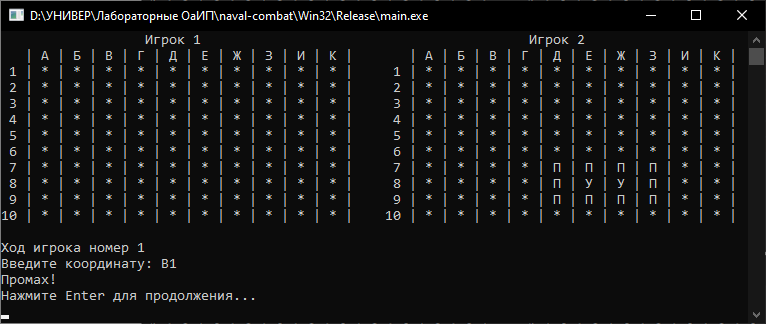 D:\УНИВЕР\Лабораторные ОаИП\naval-combat\Win32\Release\main.exe
Игрок 1 Игрок 2
| А | Б | В | Г | Д | Е | Ж | З | И | К | | А | Б | В | Г | Д | Е | Ж | З | И | К |
1 | * | * | * | * | * | * | * | * | * | * | 1 | * | * | * | * | * | * | * | * | * | * |
2 | * | * | * | * | * | * | * | * | * | * | 2 | * | * | * | * | * | * | * | * | * | * |
3 | * | * | * | * | * | * | * | * | * | * | 3 | * | * | * | * | * | * | * | * | * | * |
4 | * | * | * | * | * | * | * | * | * | * | 4 | * | * | * | * | * | * | * | * | * | * |
5 | * | * | * | * | * | * | * | * | * | * | 5 | * | * | * | * | * | * | * | * | * | * |
6 | * | * | * | * | * | * | * | * | * | * | 6 | * | * | * | * | * | * | * | * | * | * |
7 | * | * | * | * | * | * | * | * | * | * | 7 | * | * | * | * | П | П | П | П | * | * |
8 | * | * | * | * | * | * | * | * | * | * | 8 | * | * | * | * | П | У | У | П | * | * |
9 | * | * | * | * | * | * | * | * | * | * | 9 | * | * | * | * | П | П | П | П | * | * |
10 | * | * | * | * | * | * | * | * | * | * | 10 | * | * | * | * | * | * | * | * | * | * |
Ход игрока номер 1
Введите координату: В1
Промах!
Нажмите Enter для продолжения...